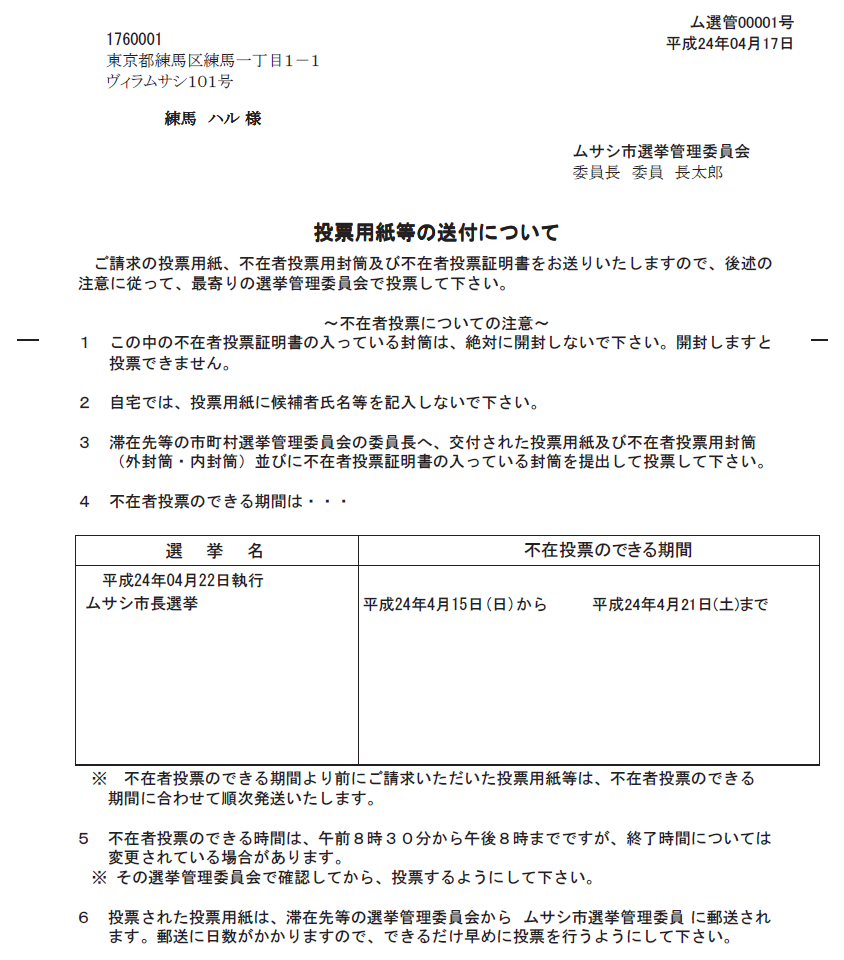 ム選管00001号
1760001
平成24年04月17日
東京都練馬区練馬一丁目1－1
ヴィラムサシ101号
練馬　ハル 様
ムサシ市選挙管理委員会
委員長　委員　長太郎
投票用紙等の送付について
ご請求の投票用紙、不在者投票用封筒及び不在者投票証明書をお送りいたしますので、後述の
注意に従って、最寄りの選挙管理委員会で投票して下さい。
～不在者投票についての注意～
１　この中の不在者投票証明書の入っている封筒は、絶対に開封しないで下さい。開封しますと
投票できません。
２　自宅では、投票用紙に候補者氏名等を記入しないで下さい。
３　滞在先等の市町村選挙管理委員会の委員長へ、交付された投票用紙及び不在者投票用封筒
（外封筒・内封筒）並びに不在者投票証明書の入っている封筒を提出して投票して下さい。
４　不在者投票のできる期間は・・・
選　挙　名　不在投票のできる期間
平成24年04月22日執行
ムサシ市長選挙　平成24年4月15日（日）から　平成24年4月21日(土)まで
※　不在者投票のできる期間より前にご請求いただいた投票用紙等は、不在者投票のできる
期間に合わせて順次発送いたします。
５　不在者投票のできる時間は、午前８時３０分から午後８時までですが、終了時間については
変更されている場合があります。
※ その選挙管理委員会で確認してから、投票するようにして下さい。
６　投票された投票用紙は、滞在先等の選挙管理委員会から　ムサシ市選挙管理委員 に郵送され
ます。郵送に日数がかかりますので、できるだけ早めに投票を行うようにして下さい。